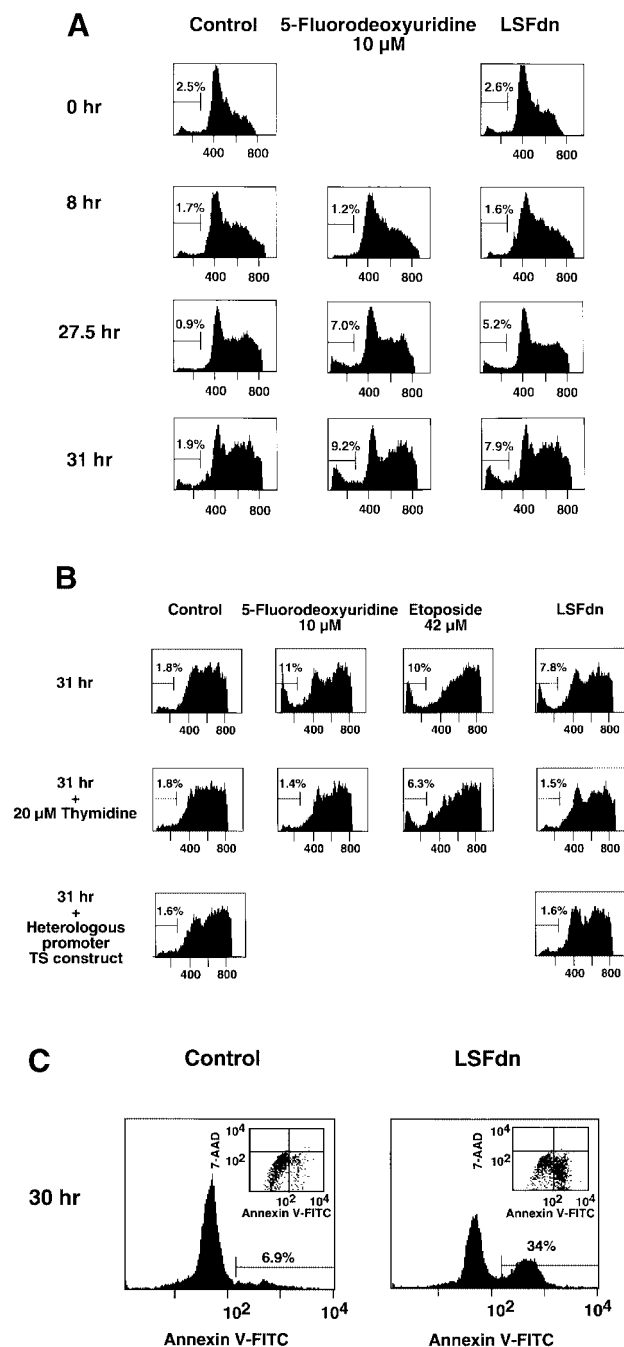 A
Control 5-Fluorodeoxyuridine LSFdn
10 µM
0 hr
2.5%
400 800
2.6%
400 800
8 hr
1.7%
400 800
1.2%
400 800
1.6%
400 800
27.5 hr
0.9%
400 800
7.0%
400 800
5.2%
400 800
31 hr
1.9%
400 800
9.2%
400 800
7.9%
400 800
B
Control 5-Fluorodeoxyuridine Etoposide LSFdn
10 µM 42 µM
31 hr
1.8%
400 800
11%
400 800
10%
400 800
7.8%
400 800
31 hr
+
20 µM Thymidine
1.8%
400 800
1.4%
400 800
6.3%
400 800
1.5%
400 800
31 hr
+
Heterologous
promoter
TS construct
1.6%
400 800
1.6%
400 800
C
Control LSFdn
30 hr
7-AAD
10⁴
10²
10² 10⁴
Annexin V-FITC
6.9%
10² 10⁴
Annexin V-FITC
7-AAD
10⁴
10²
10² 10⁴
Annexin V-FITC
34%
10² 10⁴
Annexin V-FITC